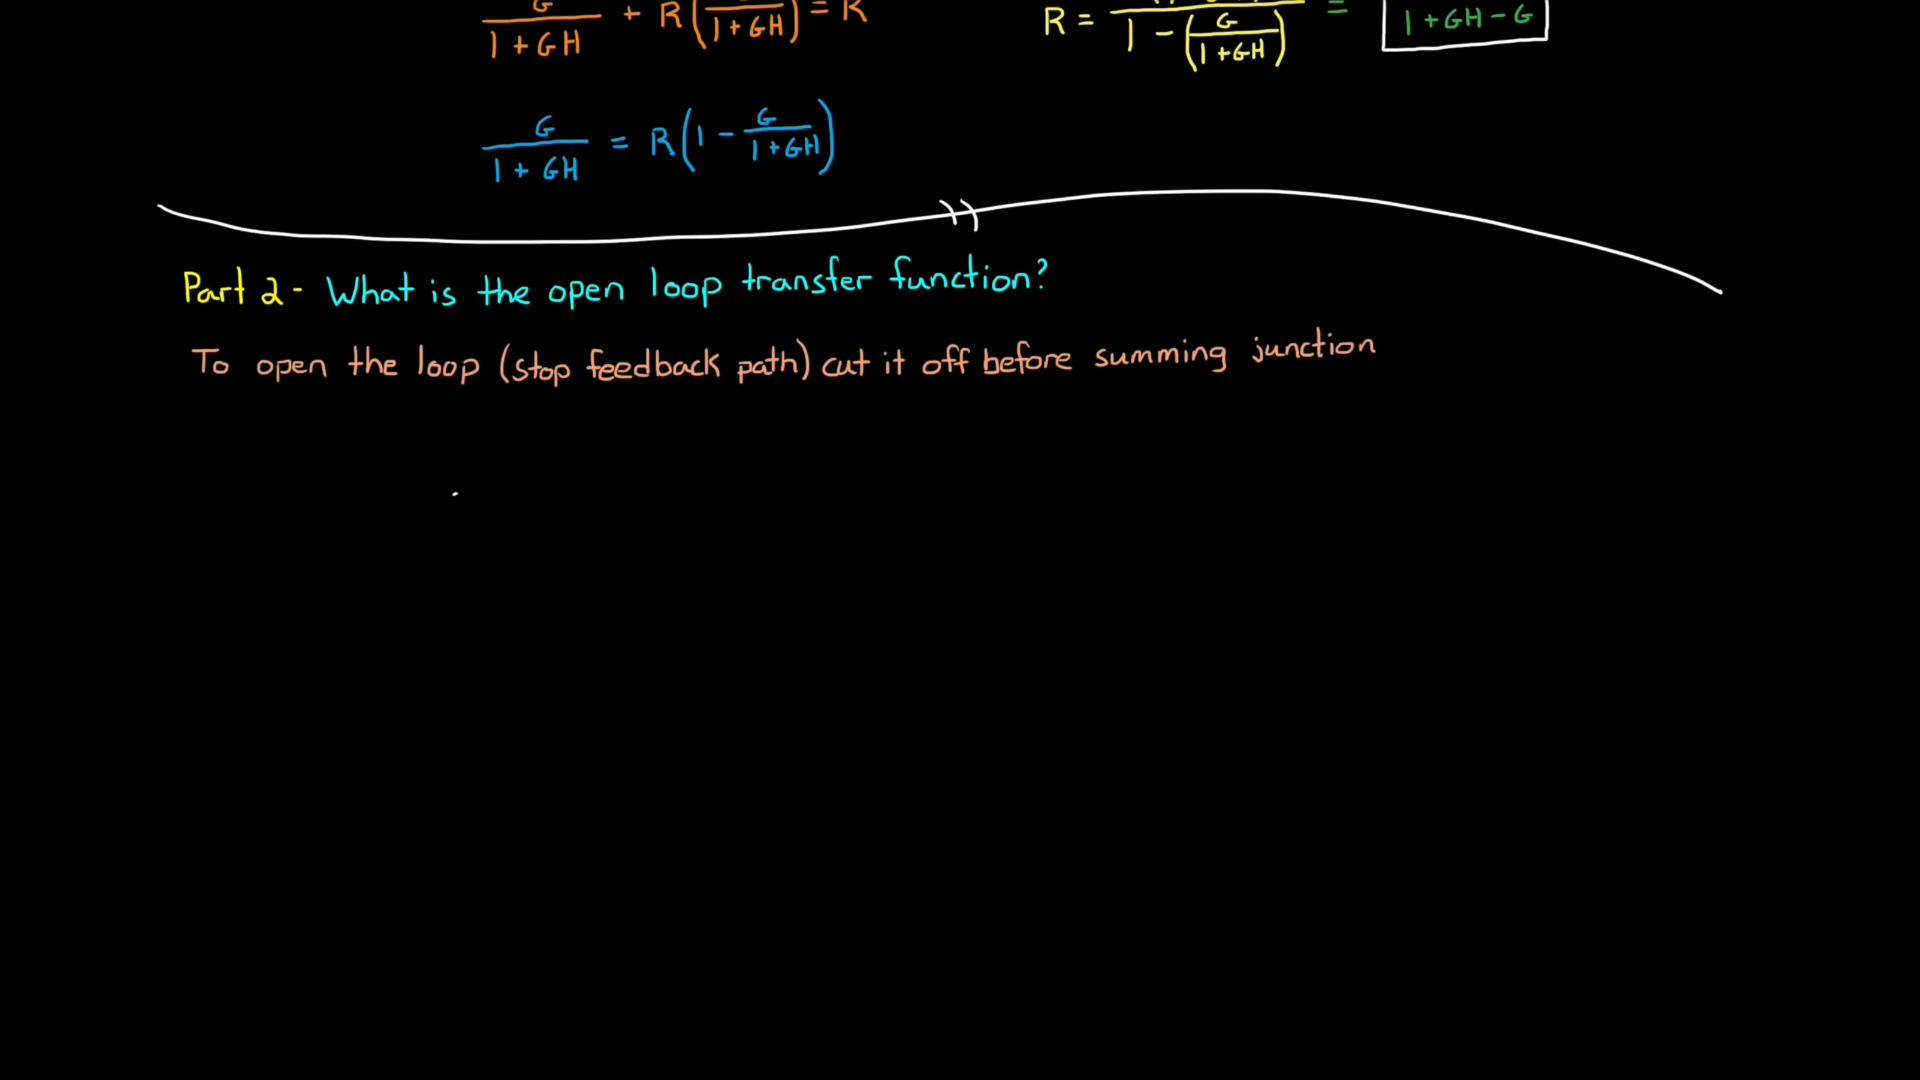 G/(1 + GH) + R(/(1 + GH)) = R
R = /(1 - (G/(1 + GH))) = /(1 + GH - G)
G/(1 + GH) = R(1 - G/(1 + GH))
Part 2 - What is the open loop transfer function?
To open the loop (stop feedback path) cut it off before summing junction